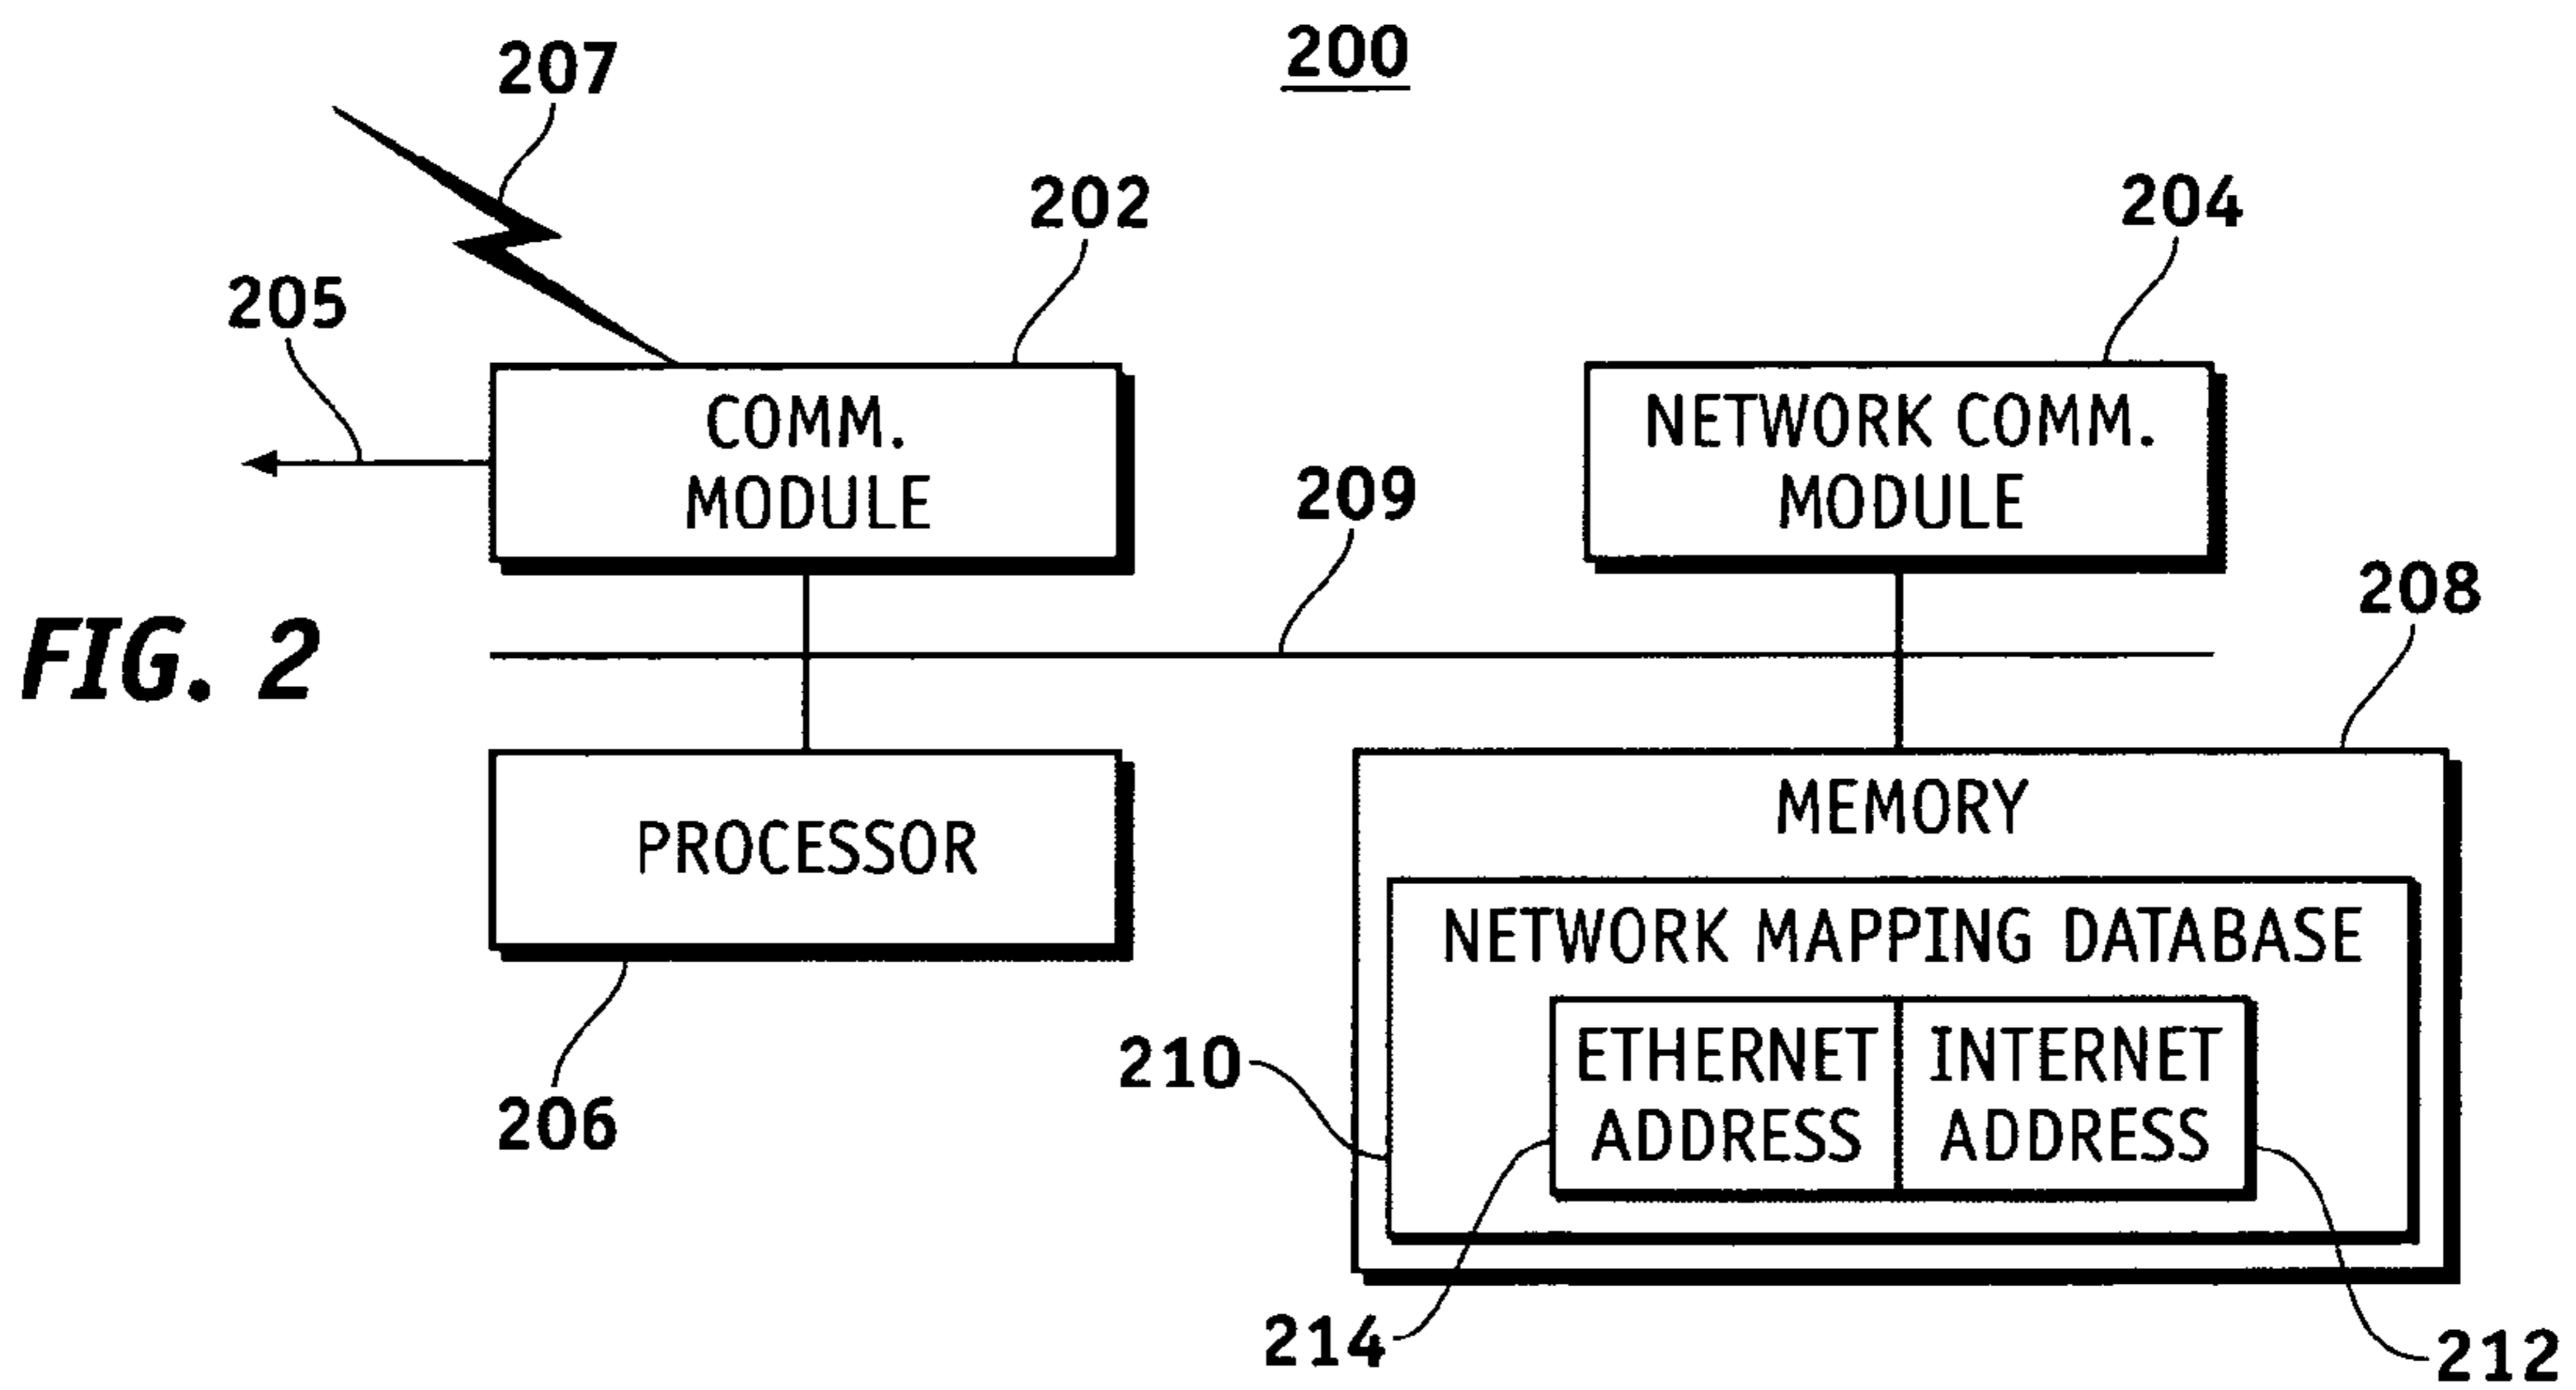 200
207
202
204
205
COMM.
MODULE
NETWORK COMM.
MODULE
209
208
FIG. 2
MEMORY
PROCESSOR
NETWORK MAPPING DATABASE
ETHERNET
ADDRESS
INTERNET
ADDRESS
210
206
214
212